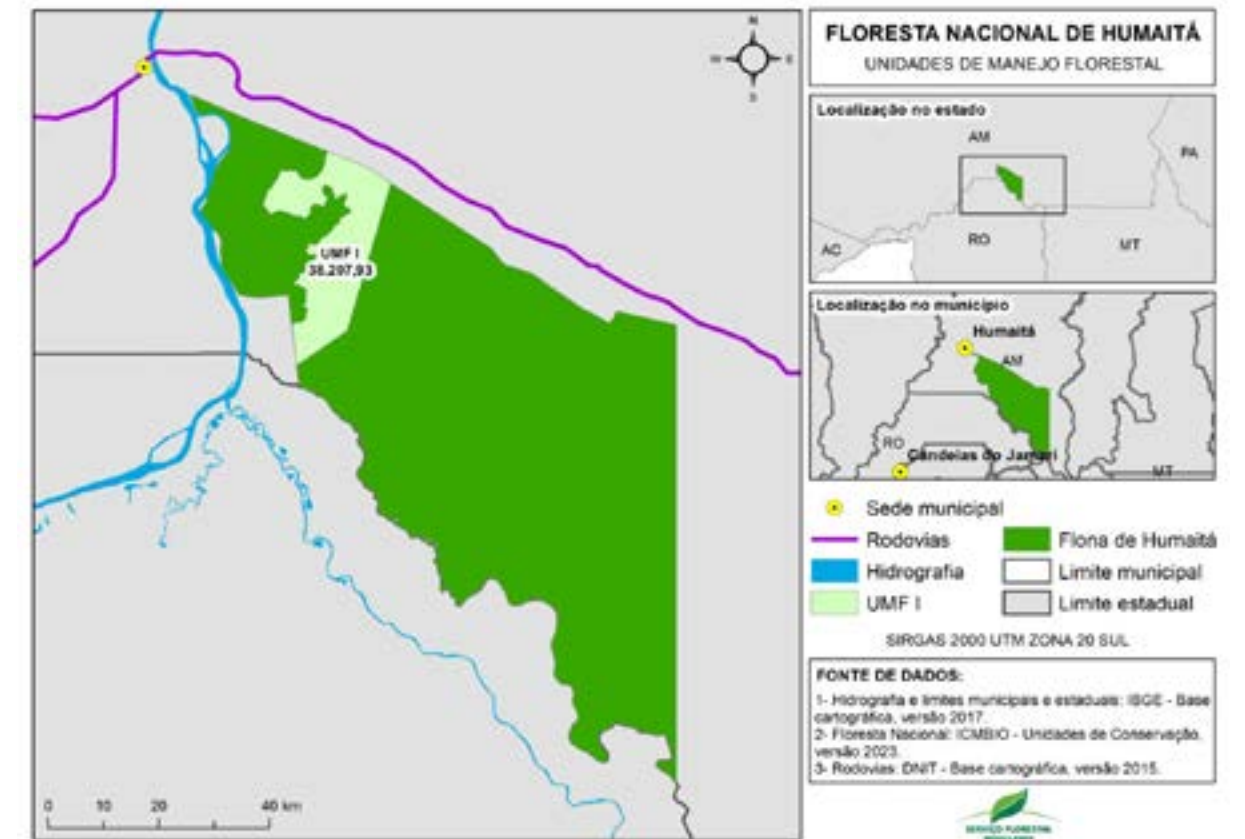 N
W
E
S
UMF I
38.297,93
0 10 20 40 km
FLORESTA NACIONAL DE HUMAITÁ
UNIDADES DE MANEJO FLORESTAL
Localização no estado
AM
PA
AC
RO
MT
Localização no município
Humaitá
AM
RO
Candeias do Jamari
MT
Sede municipal
Rodovias
Flona de Humaitá
Hidrografia
Limite municipal
UMF I
Limite estadual
SIRGAS 2000 UTM ZONA 20 SUL
FONTE DE DADOS:
1- Hidrografia e limites municipais e estaduais: IBGE - Base
cartográfica, versão 2017.
2- Floresta Nacional: ICMBIO - Unidades de Conservação,
versão 2023.
3- Rodovias: DNIT - Base cartográfica, versão 2015.
SERVIÇO FLORESTAL